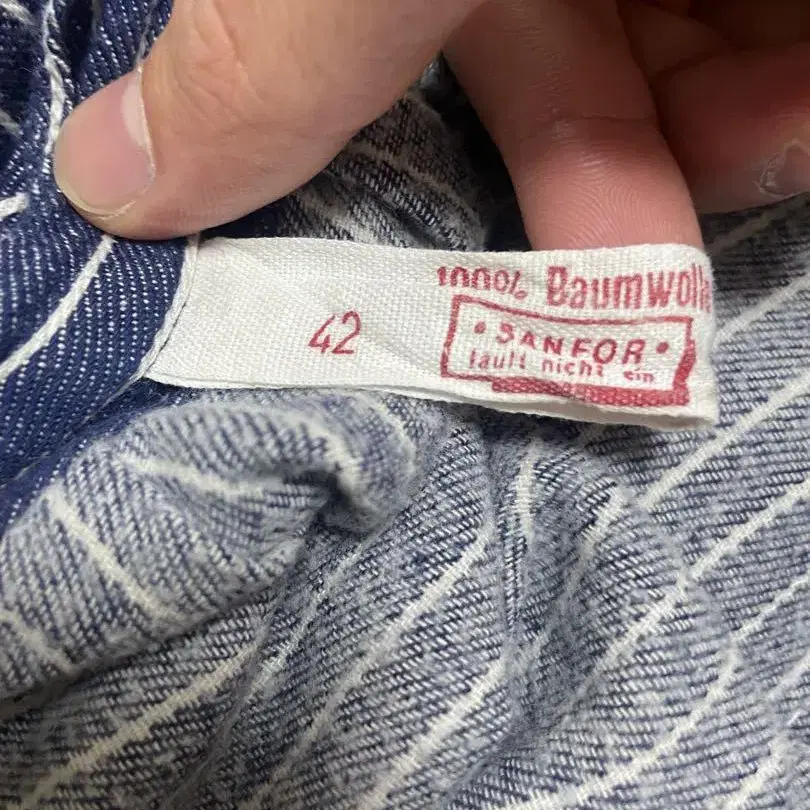 100% Baumwolle
42
• SANFOR •
läuft nicht ein